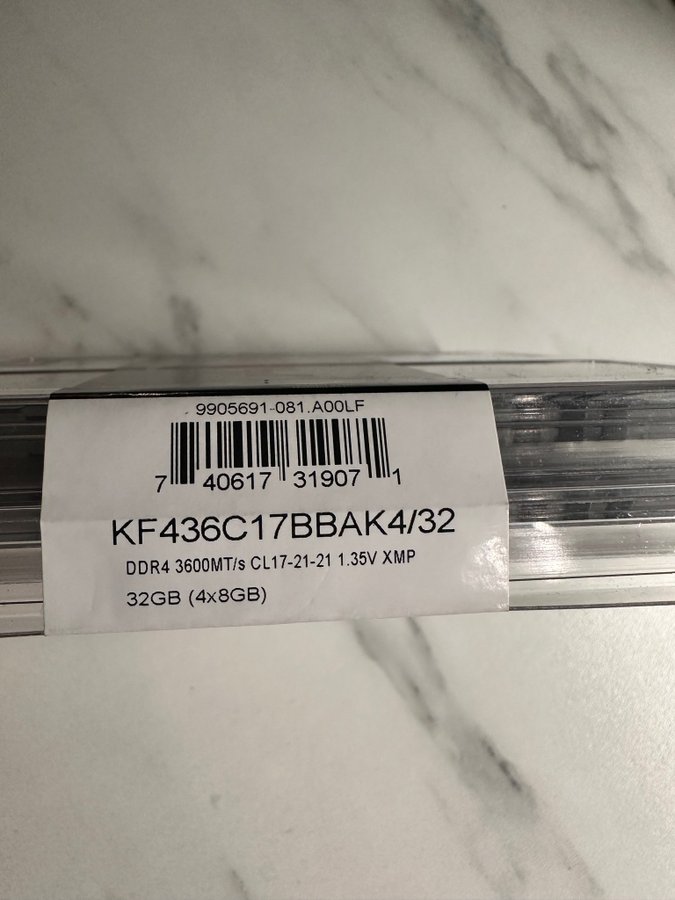 9905691-081.A00LF
7 40617 31907 1
KF436C17BBAK4/32
DDR4 3600MT/s CL17-21-21 1.35V XMP
32GB (4x8GB)